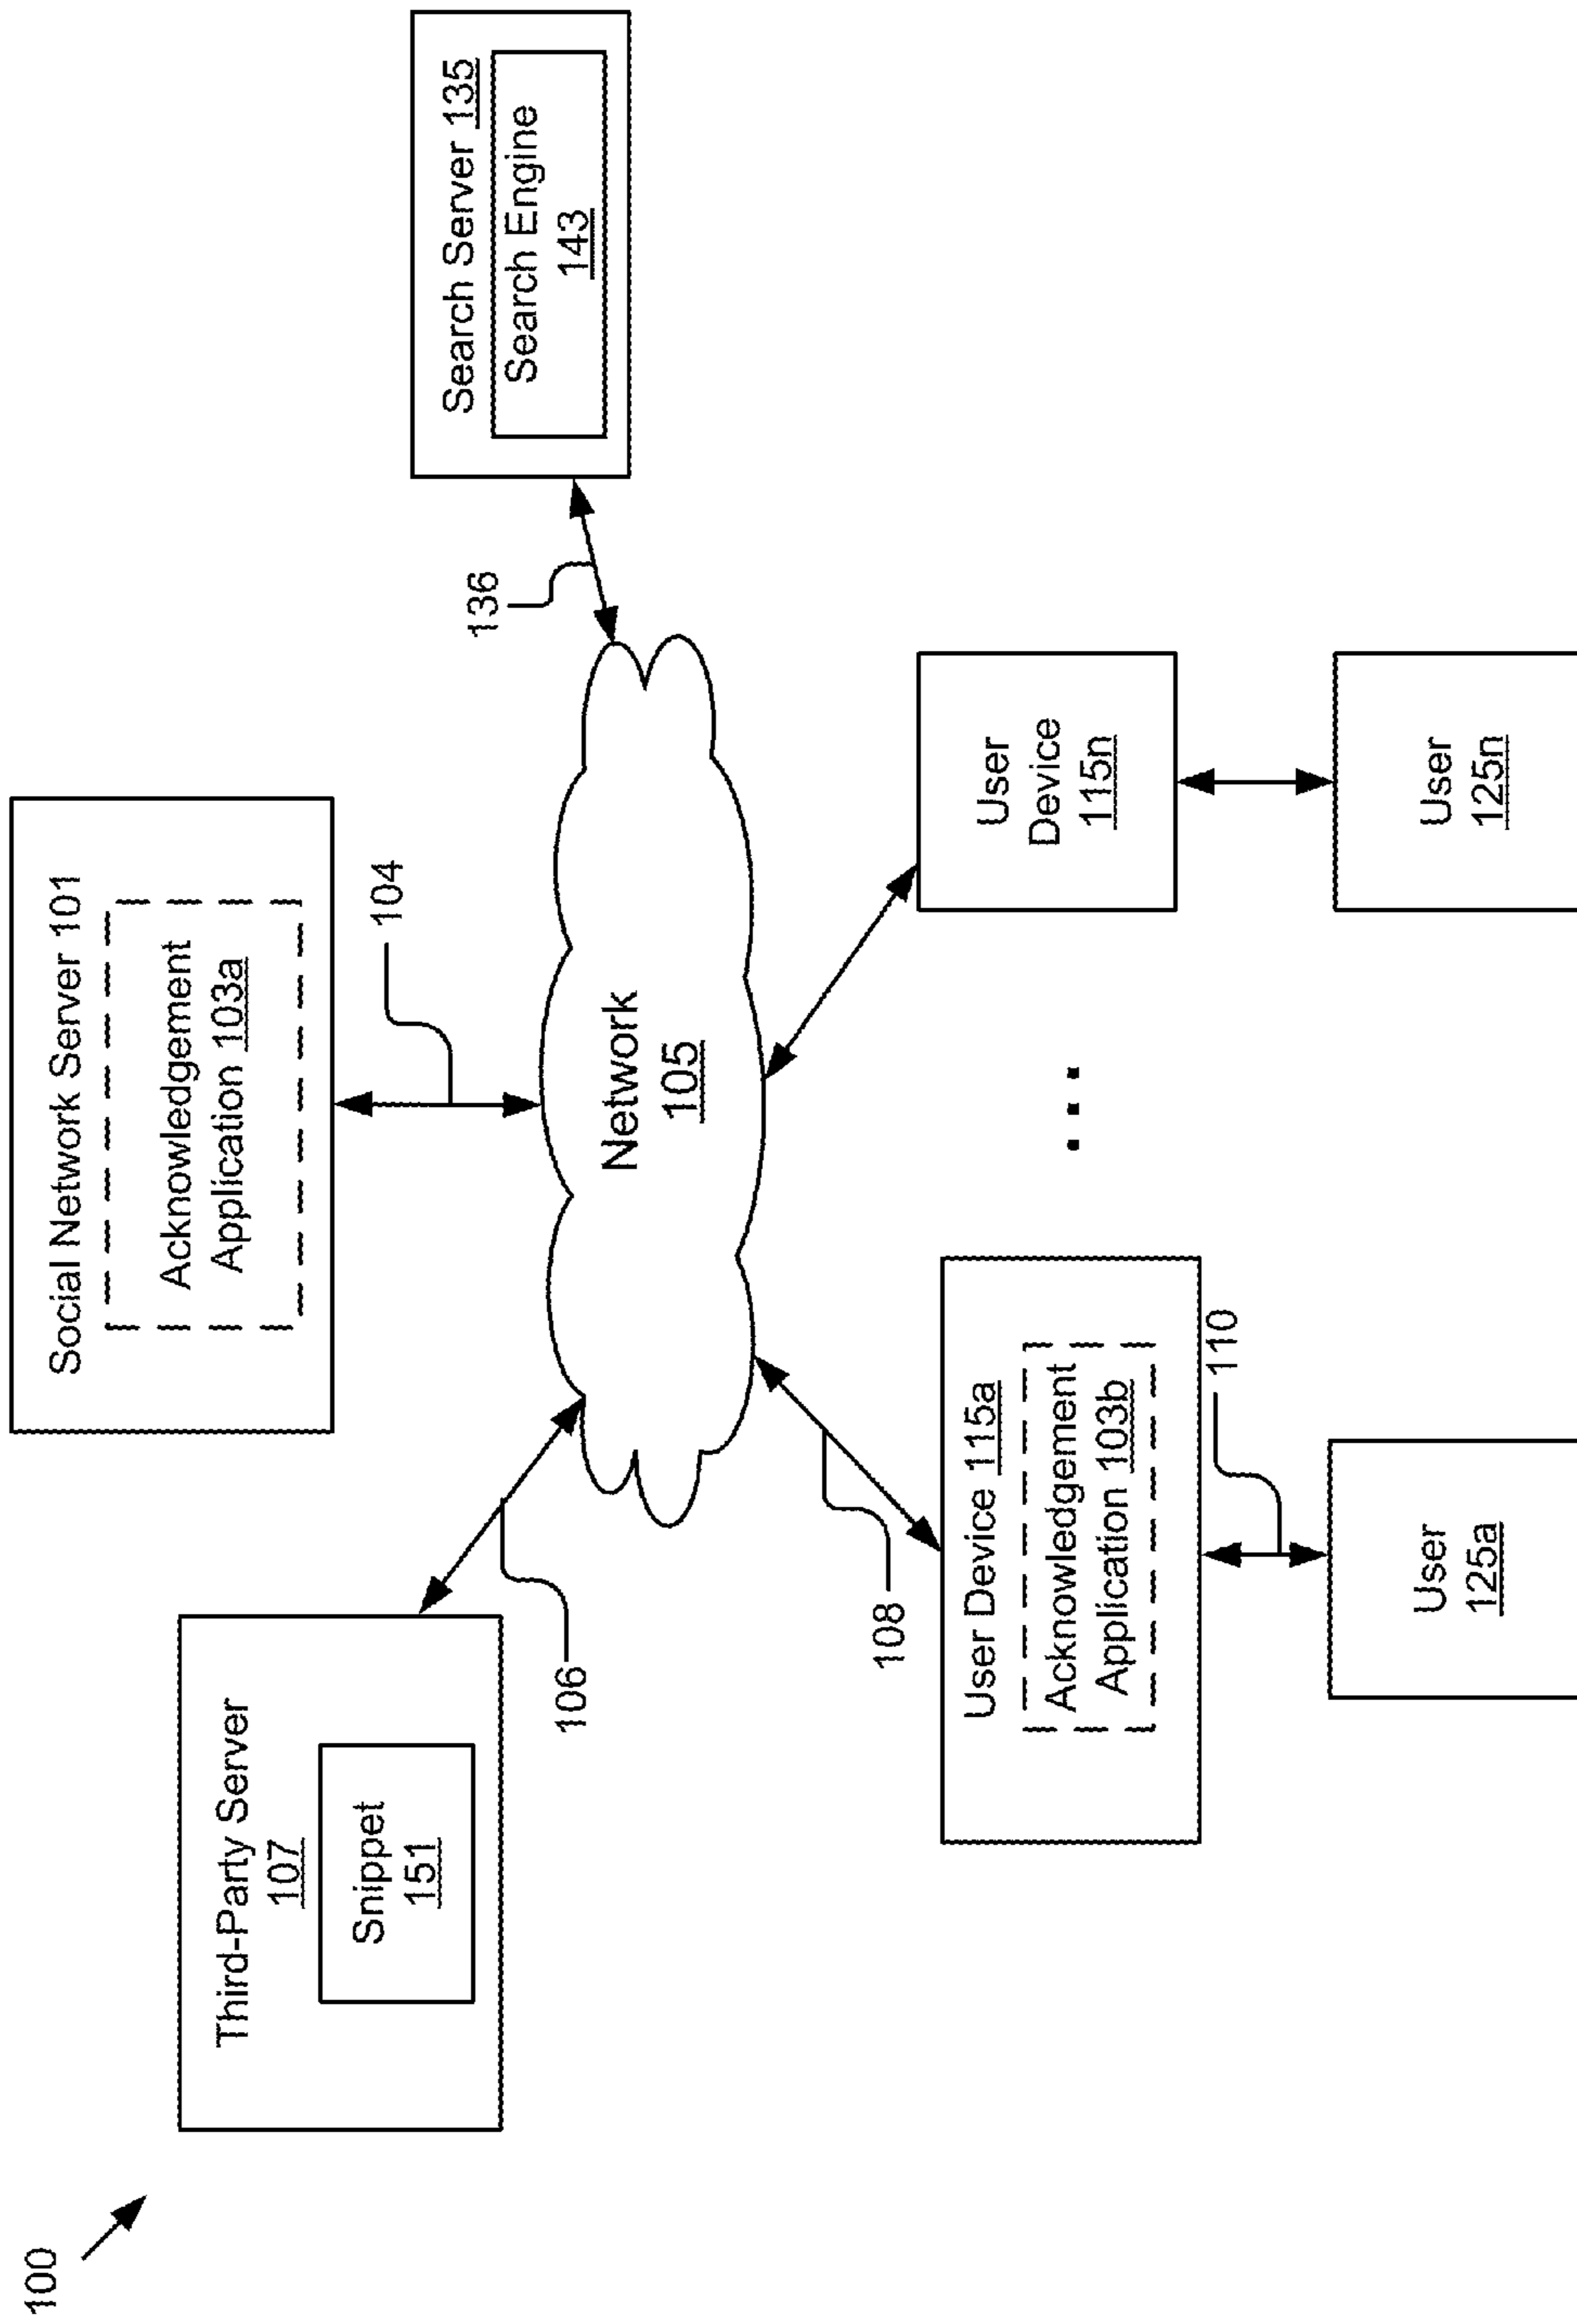 100
Third-Party Server
107
Snippet
151
106
Social Network Server 101
Acknowledgement
Application 103a
104
Search Server 135
Search Engine
143
136
Network
105
108
User Device 115a
Acknowledgement
Application 103b
110
User
125a
...
User
Device
115n
User
125n